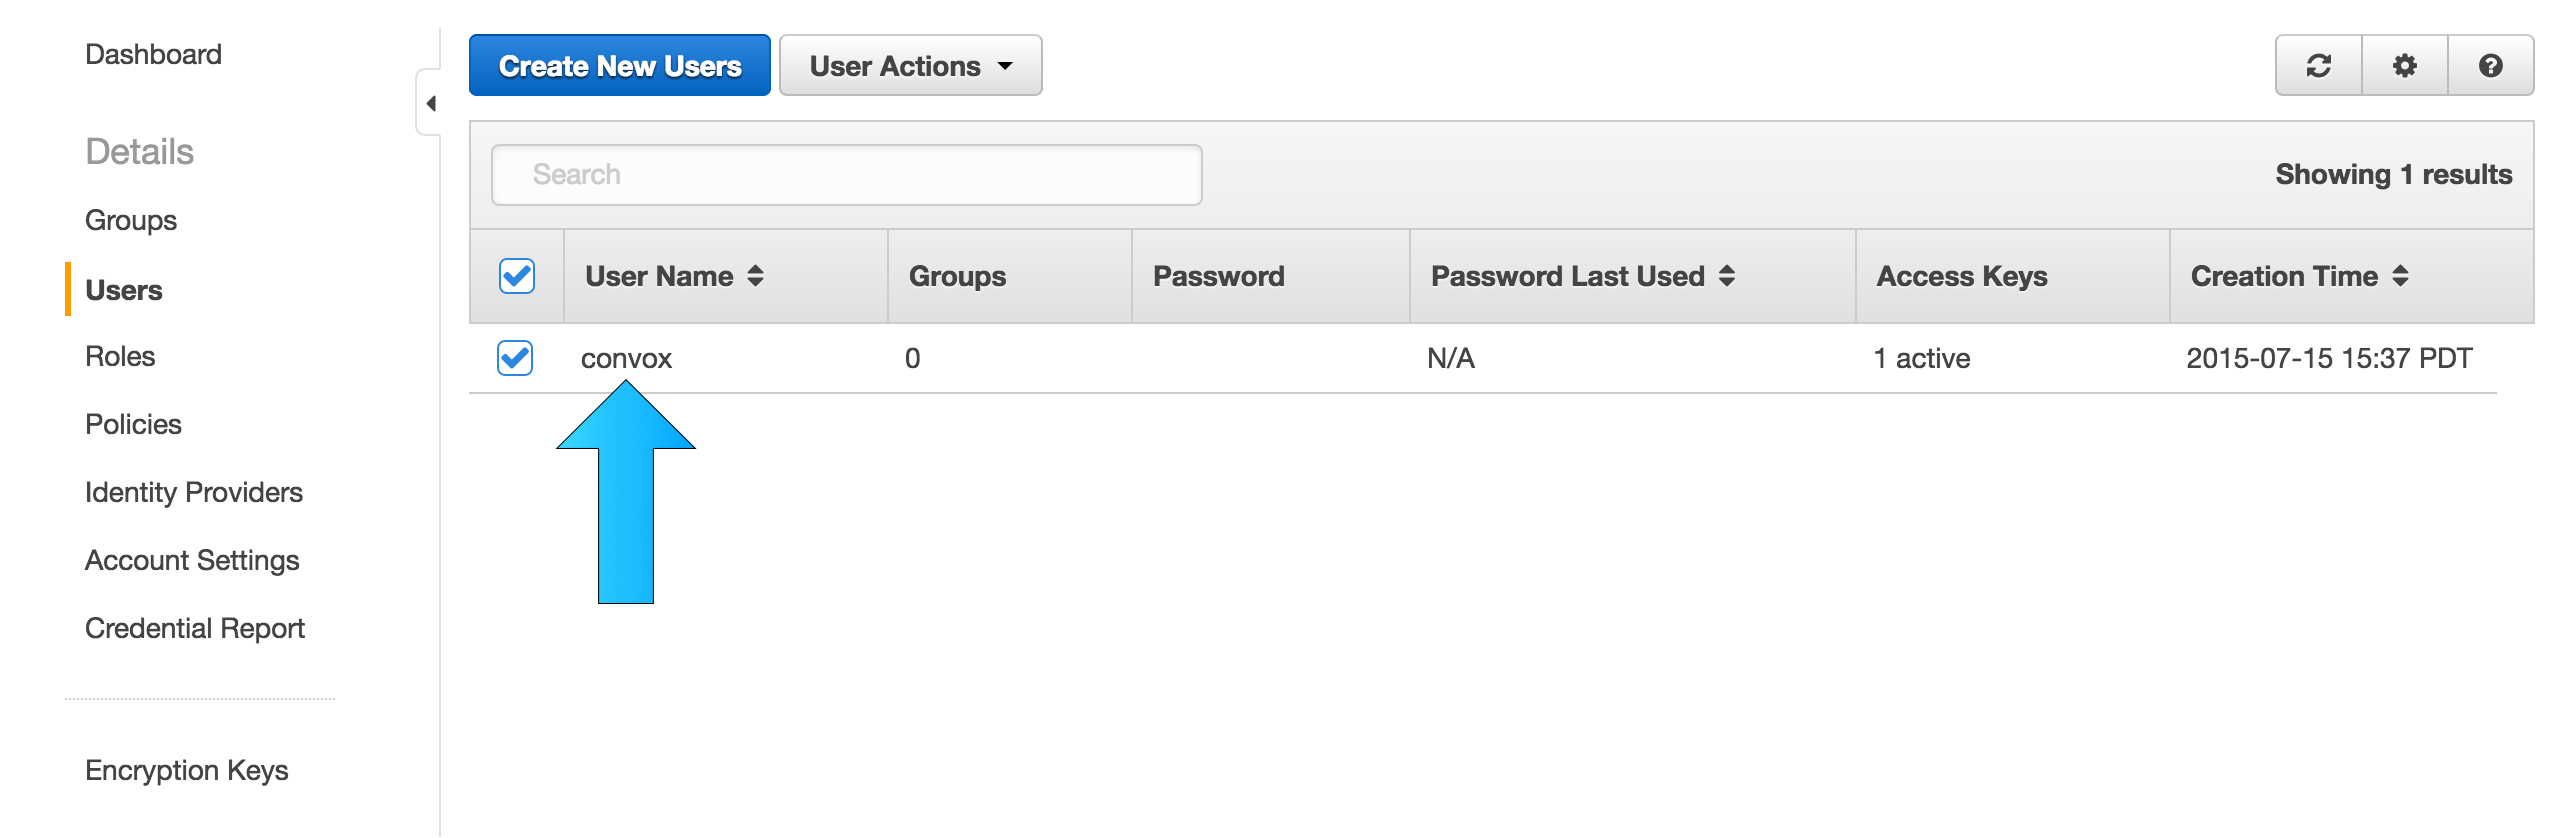 Dashboard
Details
Groups
Users
Roles
Policies
Identity Providers
Account Settings
Credential Report
Encryption Keys
Create New Users
User Actions
Search
Showing 1 results
User Name Groups Password Password Last Used Access Keys Creation Time
convox 0 N/A 1 active 2015-07-15 15:37 PDT